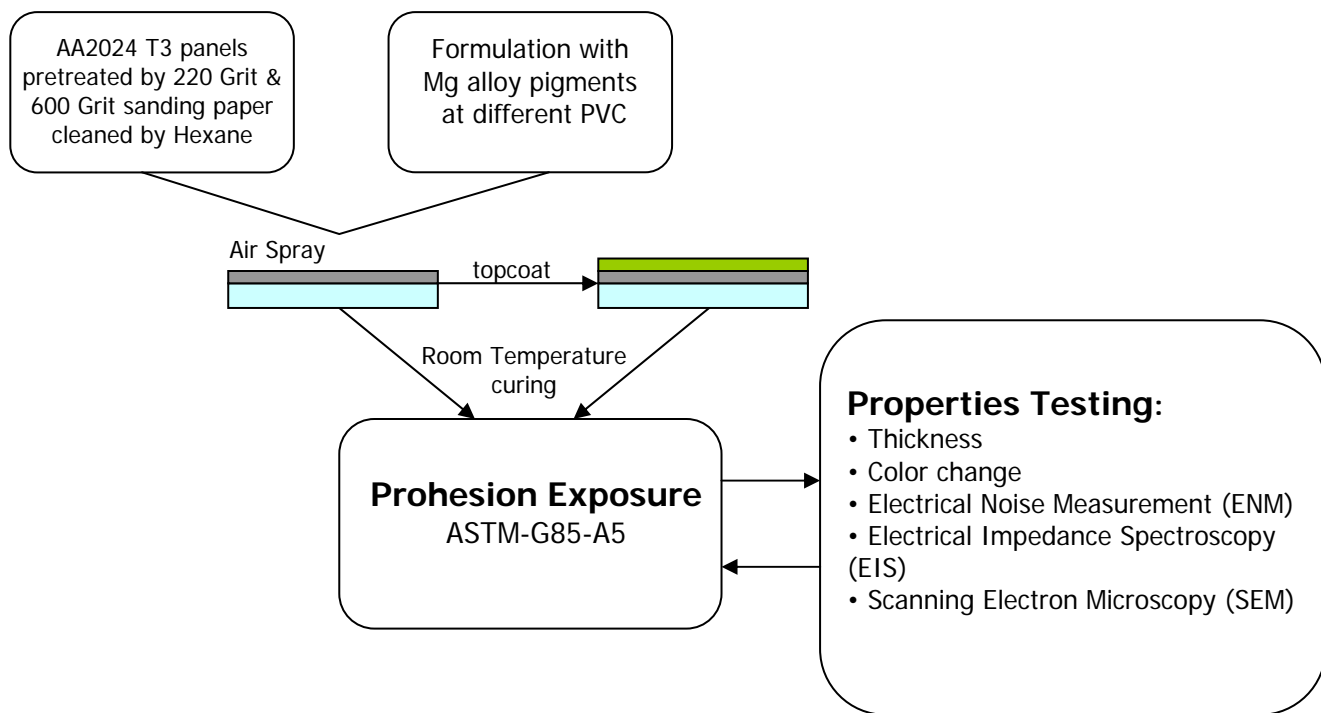 AA2024 T3 panels
pretreated by 220 Grit &
600 Grit sanding paper
cleaned by Hexane
Formulation with
Mg alloy pigments
at different PVC
Air Spray
topcoat
Room Temperature
curing
Prohesion Exposure
ASTM-G85-A5
Properties Testing:
• Thickness
• Color change
• Electrical Noise Measurement (ENM)
• Electrical Impedance Spectroscopy
(EIS)
• Scanning Electron Microscopy (SEM)